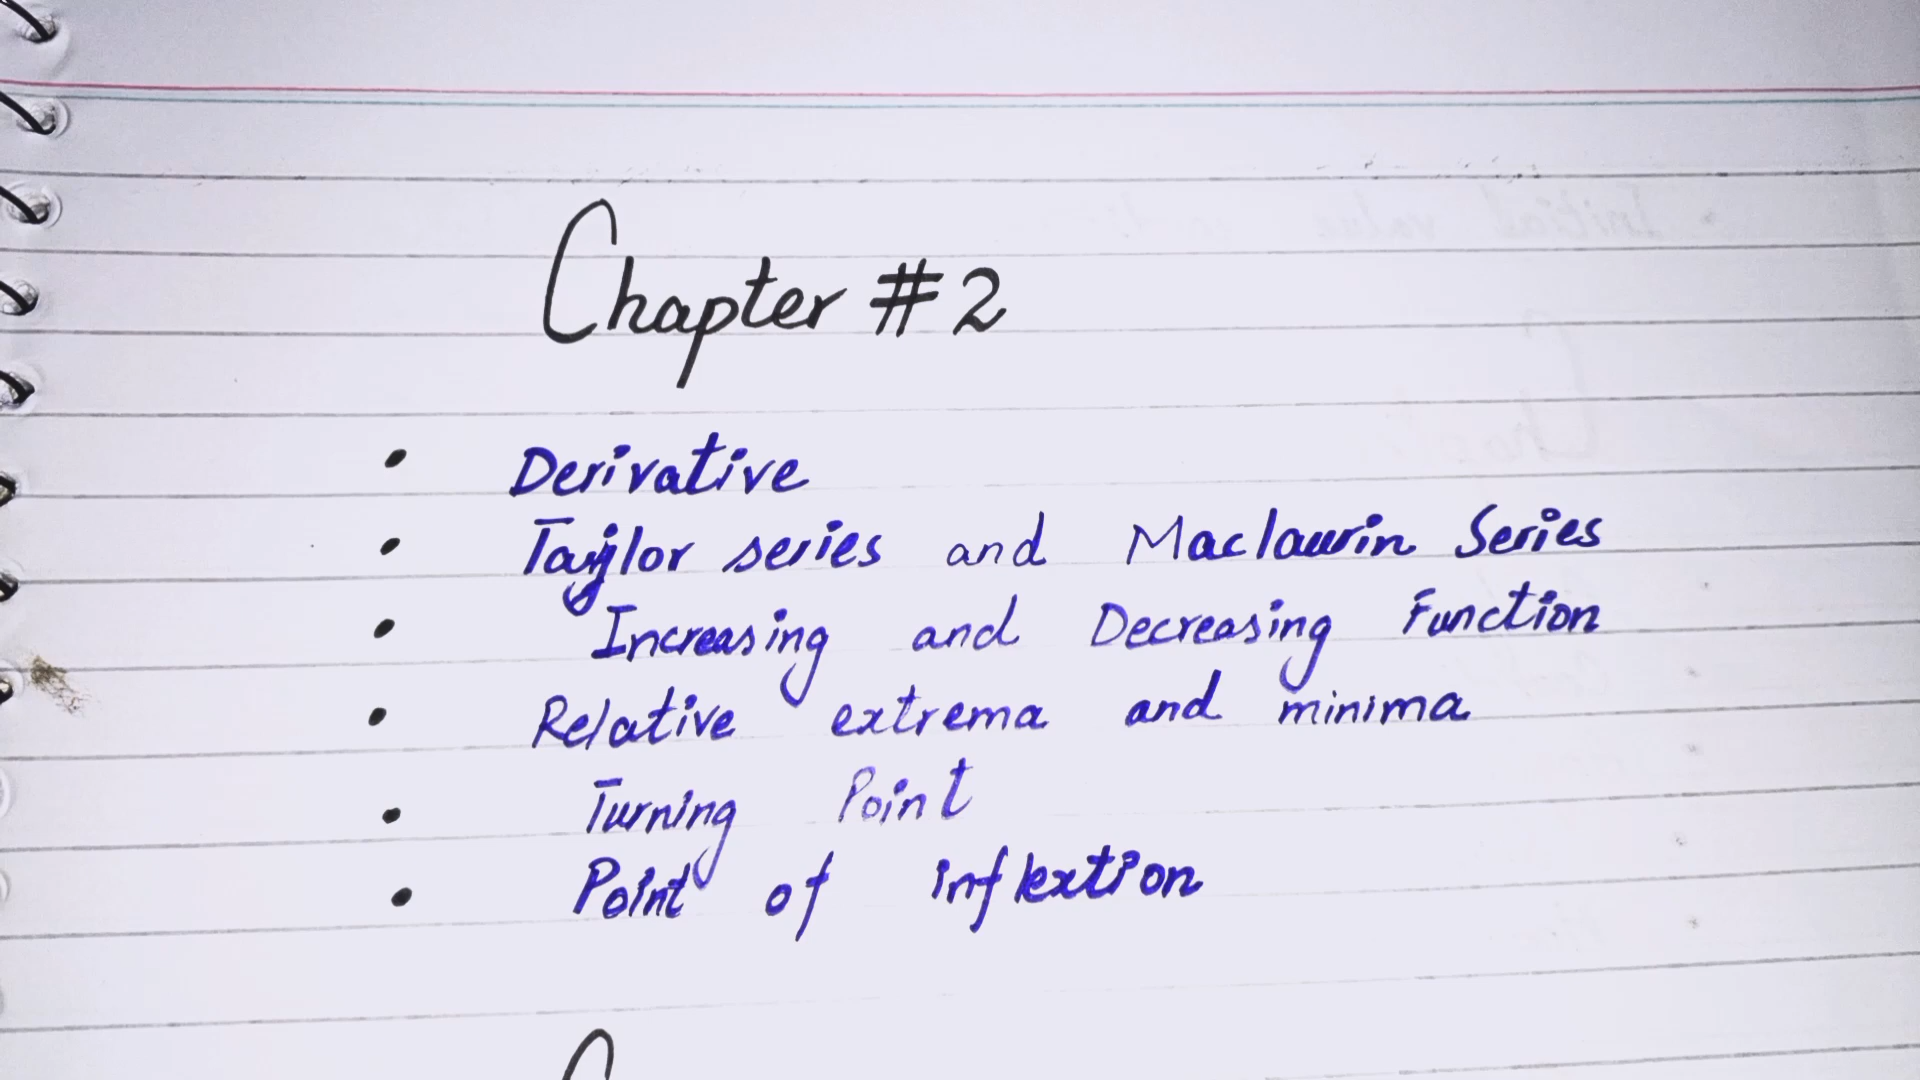 Chapter #2
• Derivative
• Taylor series and Maclaurin Series
• Increasing and Decreasing Function
• Relative extrema and minima
• Turning Point
• Point of inflextion